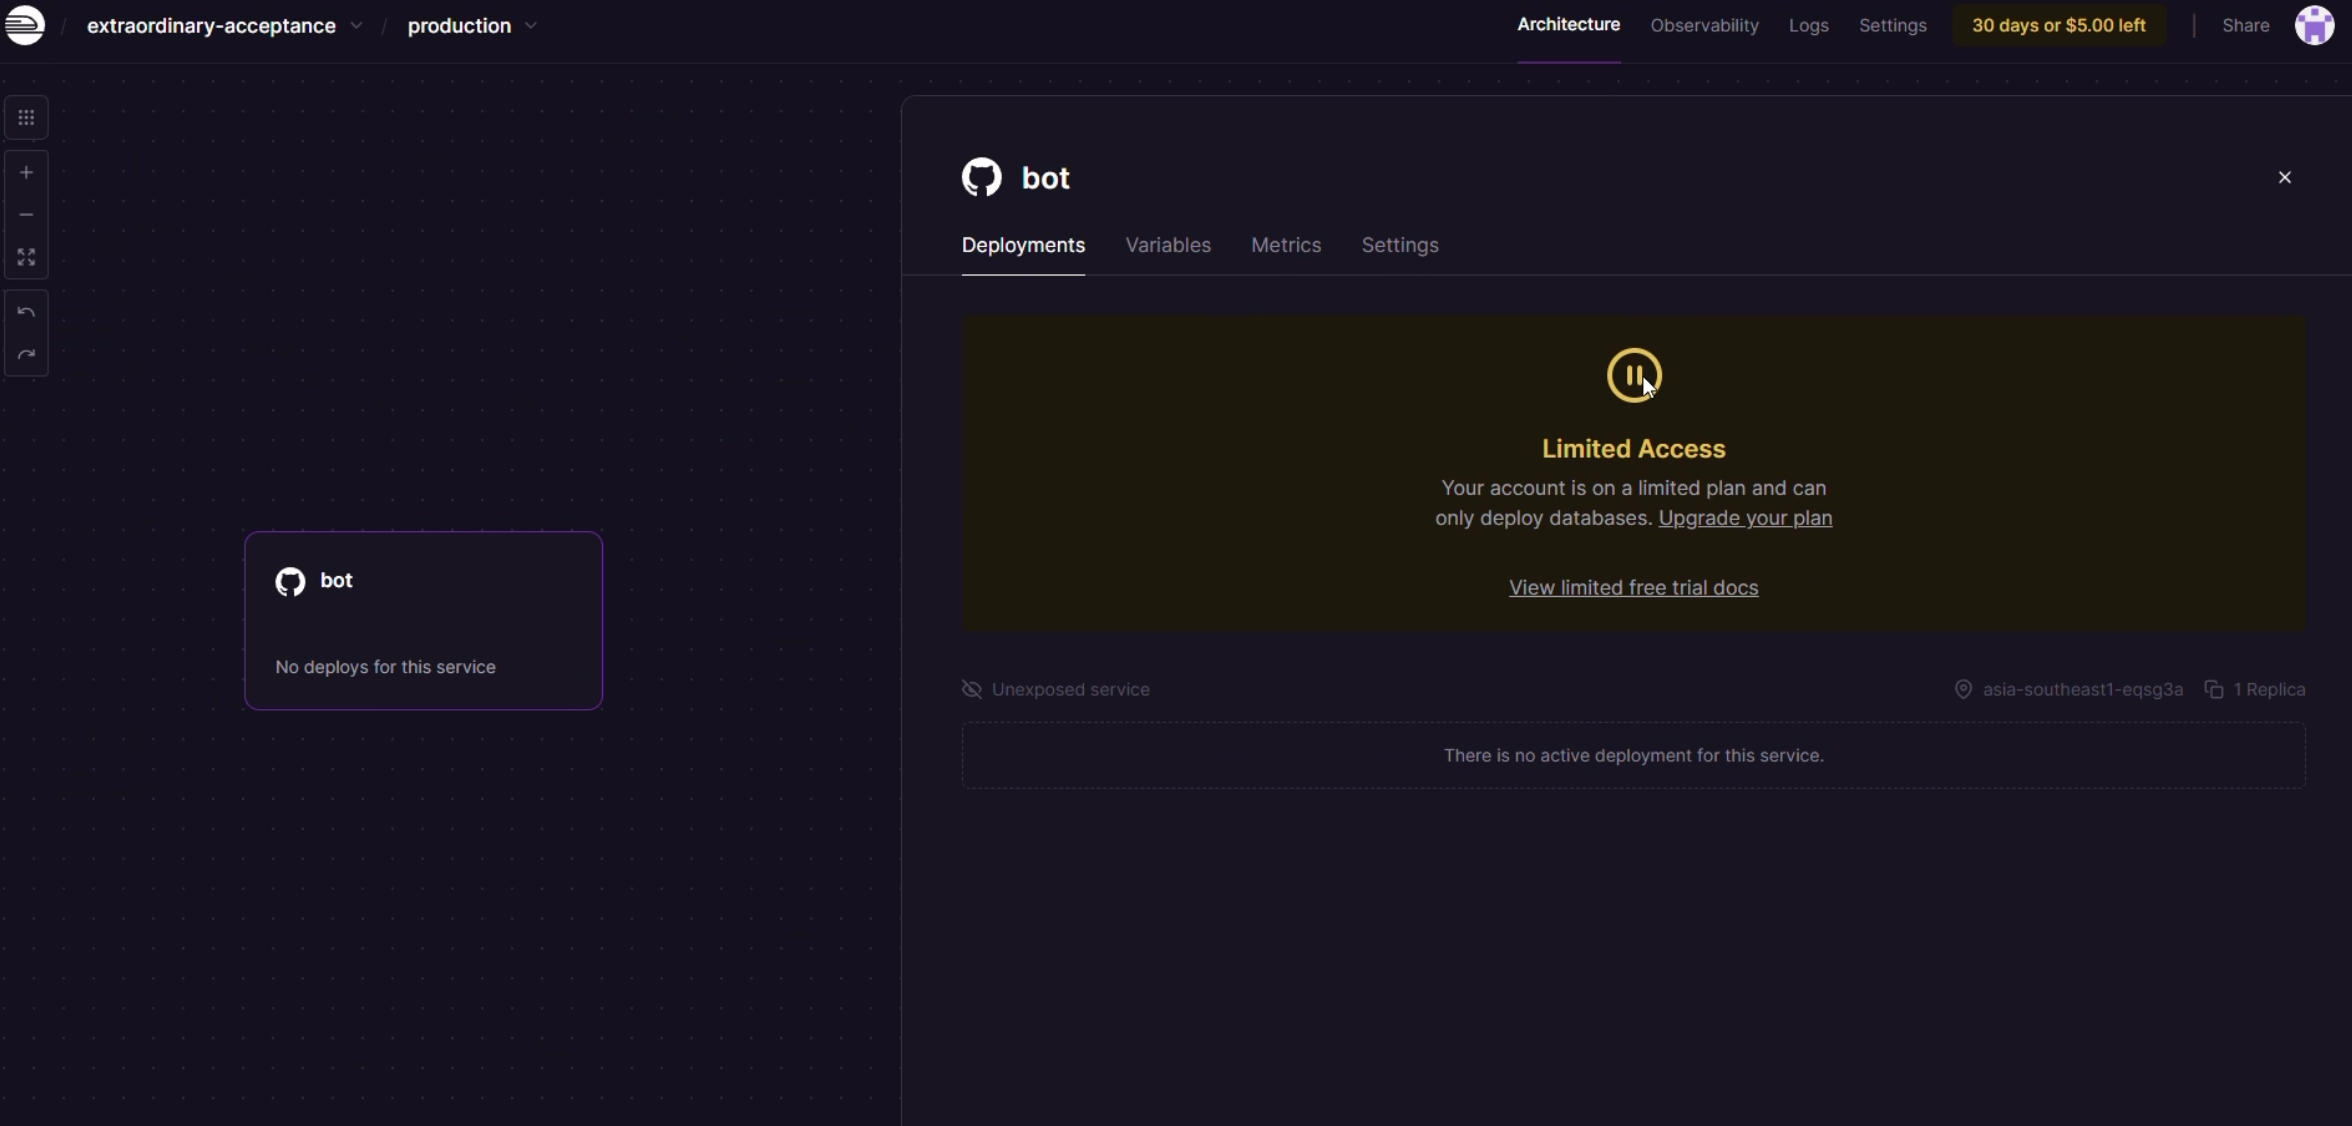 / extraordinary-acceptance / production
Architecture Observability Logs Settings 30 days or $5.00 left | Share
bot
Deployments Variables Metrics Settings
Limited Access
Your account is on a limited plan and can
only deploy databases. Upgrade your plan
View limited free trial docs
bot
No deploys for this service
Unexposed service
asia-southeast1-eqsg3a 1 Replica
There is no active deployment for this service.